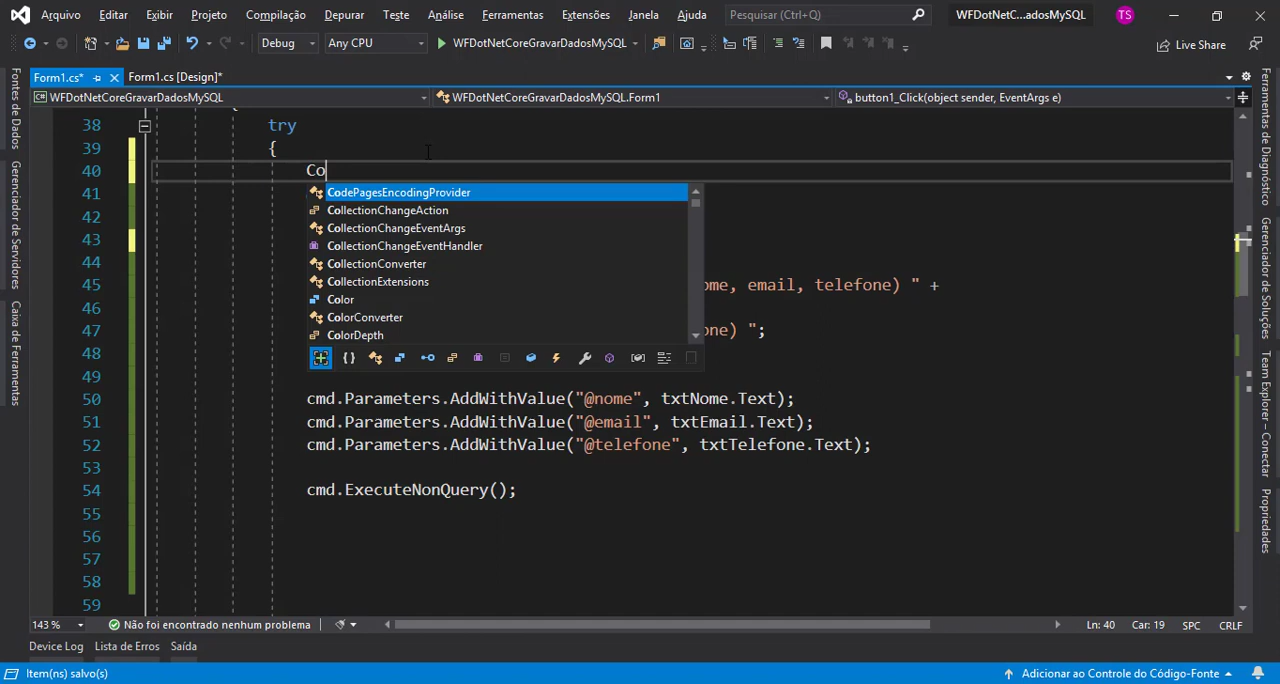 Arquivo Editar Exibir Projeto Compilação Depurar Teste Análise Ferramentas Extensões Janela Ajuda Pesquisar (Ctrl+Q) WFDotNetC...adosMySQL TS
Debug Any CPU WFDotNetCoreGravarDadosMySQL Live Share
Form1.cs* Form1.cs [Design]*
WFDotNetCoreGravarDadosMySQL WFDotNetCoreGravarDadosMySQL.Form1 button1_Click(object sender, EventArgs e)
Fontes de Dados
Gerenciador de Servidores
Caixa de Ferramentas
38 try
39 {
40 Co
41
42
43
44
45 ome, email, telefone) " +
46
47 one) ";
48
49
50 cmd.Parameters.AddWithValue("@nome", txtNome.Text);
51 cmd.Parameters.AddWithValue("@email", txtEmail.Text);
52 cmd.Parameters.AddWithValue("@telefone", txtTelefone.Text);
53
54 cmd.ExecuteNonQuery();
55
56
57
58
59
CodePagesEncodingProvider
CollectionChangeAction
CollectionChangeEventArgs
CollectionChangeEventHandler
CollectionConverter
CollectionExtensions
Color
ColorConverter
ColorDepth
Ferramentas de Diagnóstico
Gerenciador de Soluções
Team Explorer – Conectar
Propriedades
143 % Não foi encontrado nenhum problema Ln: 40 Car: 19 SPC CRLF
Device Log Lista de Erros Saída
Item(ns) salvo(s) Adicionar ao Controle do Código-Fonte